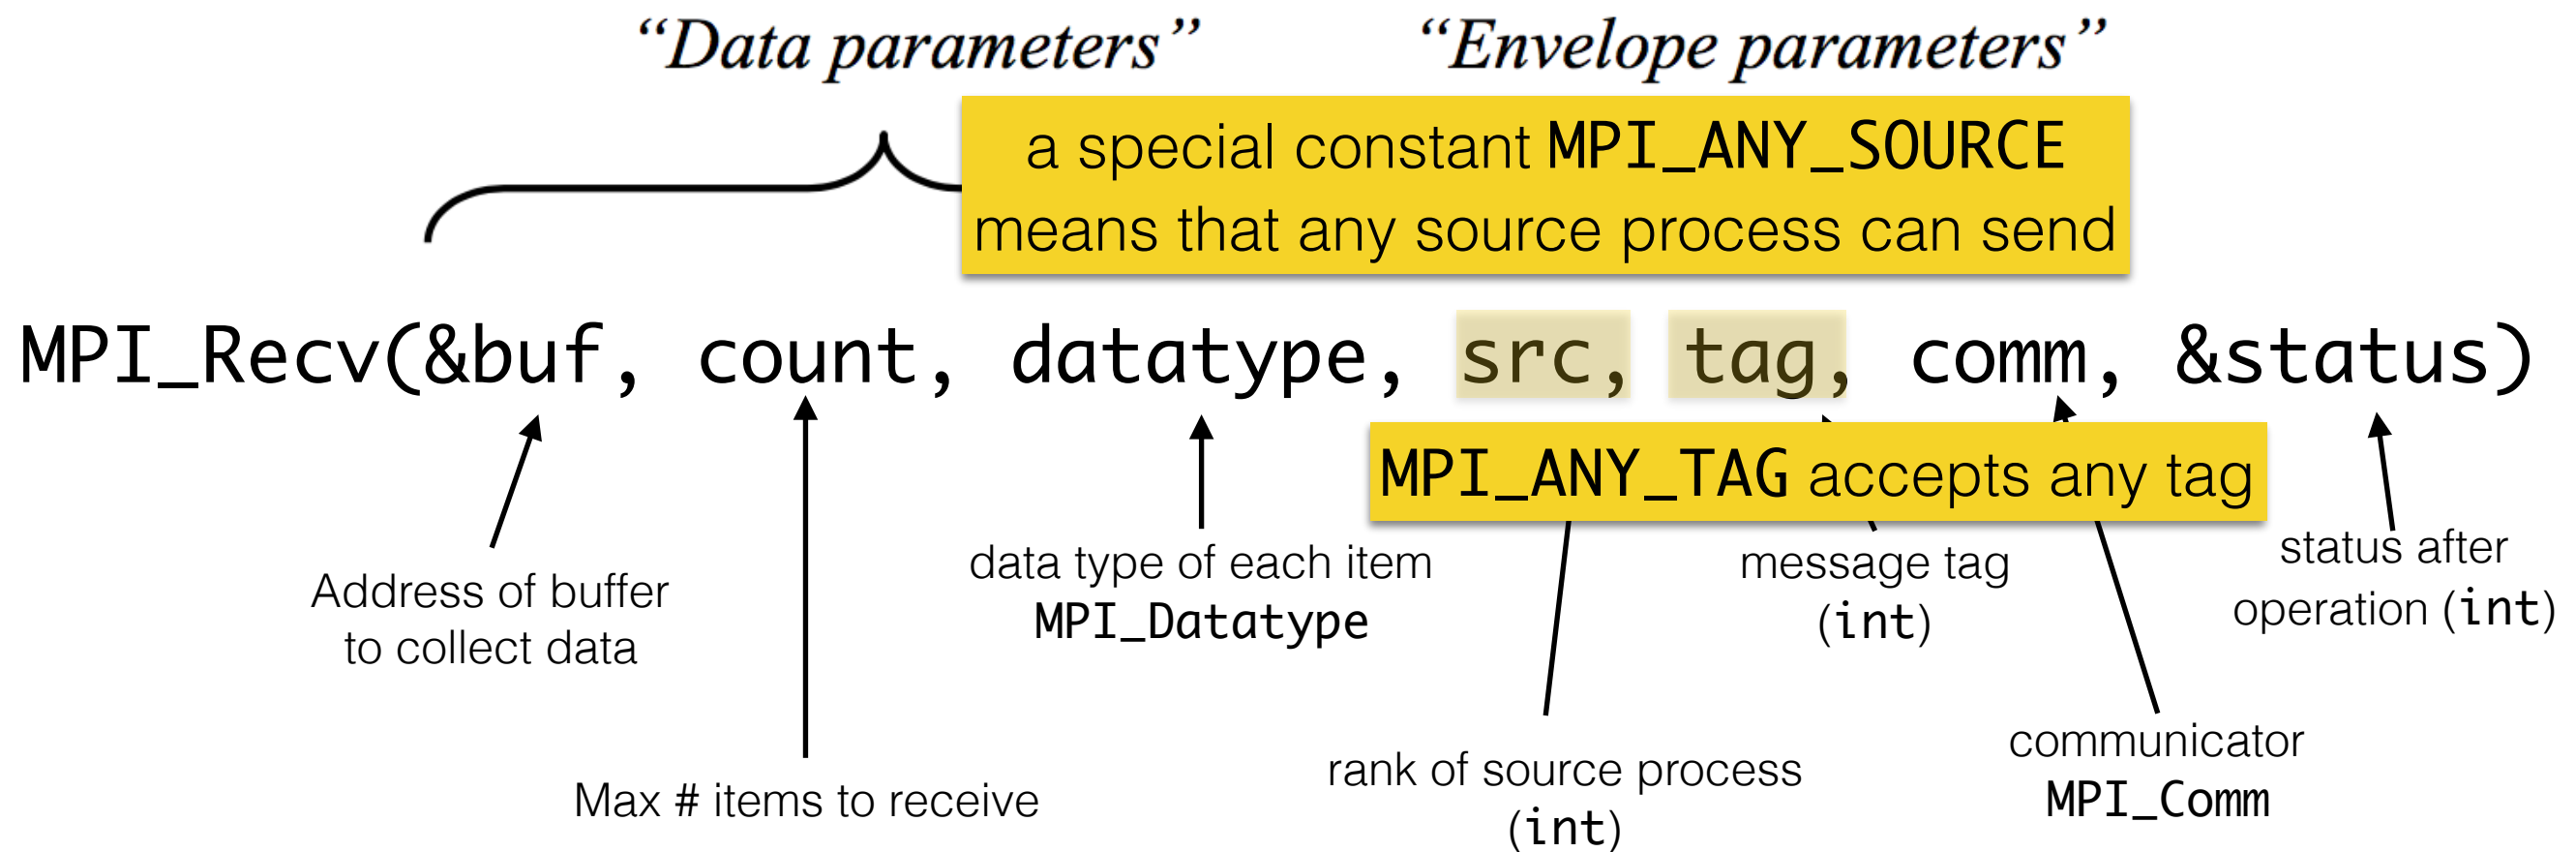 “Data parameters” “Envelope parameters”
a special constant MPI_ANY_SOURCE
means that any source process can send
MPI_Recv(&buf, count, datatype, src, tag, comm, &status)
MPI_ANY_TAG accepts any tag
Address of buffer
to collect data
Max # items to receive
data type of each item
MPI_Datatype
rank of source process
(int)
message tag
(int)
communicator
MPI_Comm
status after
operation (int)